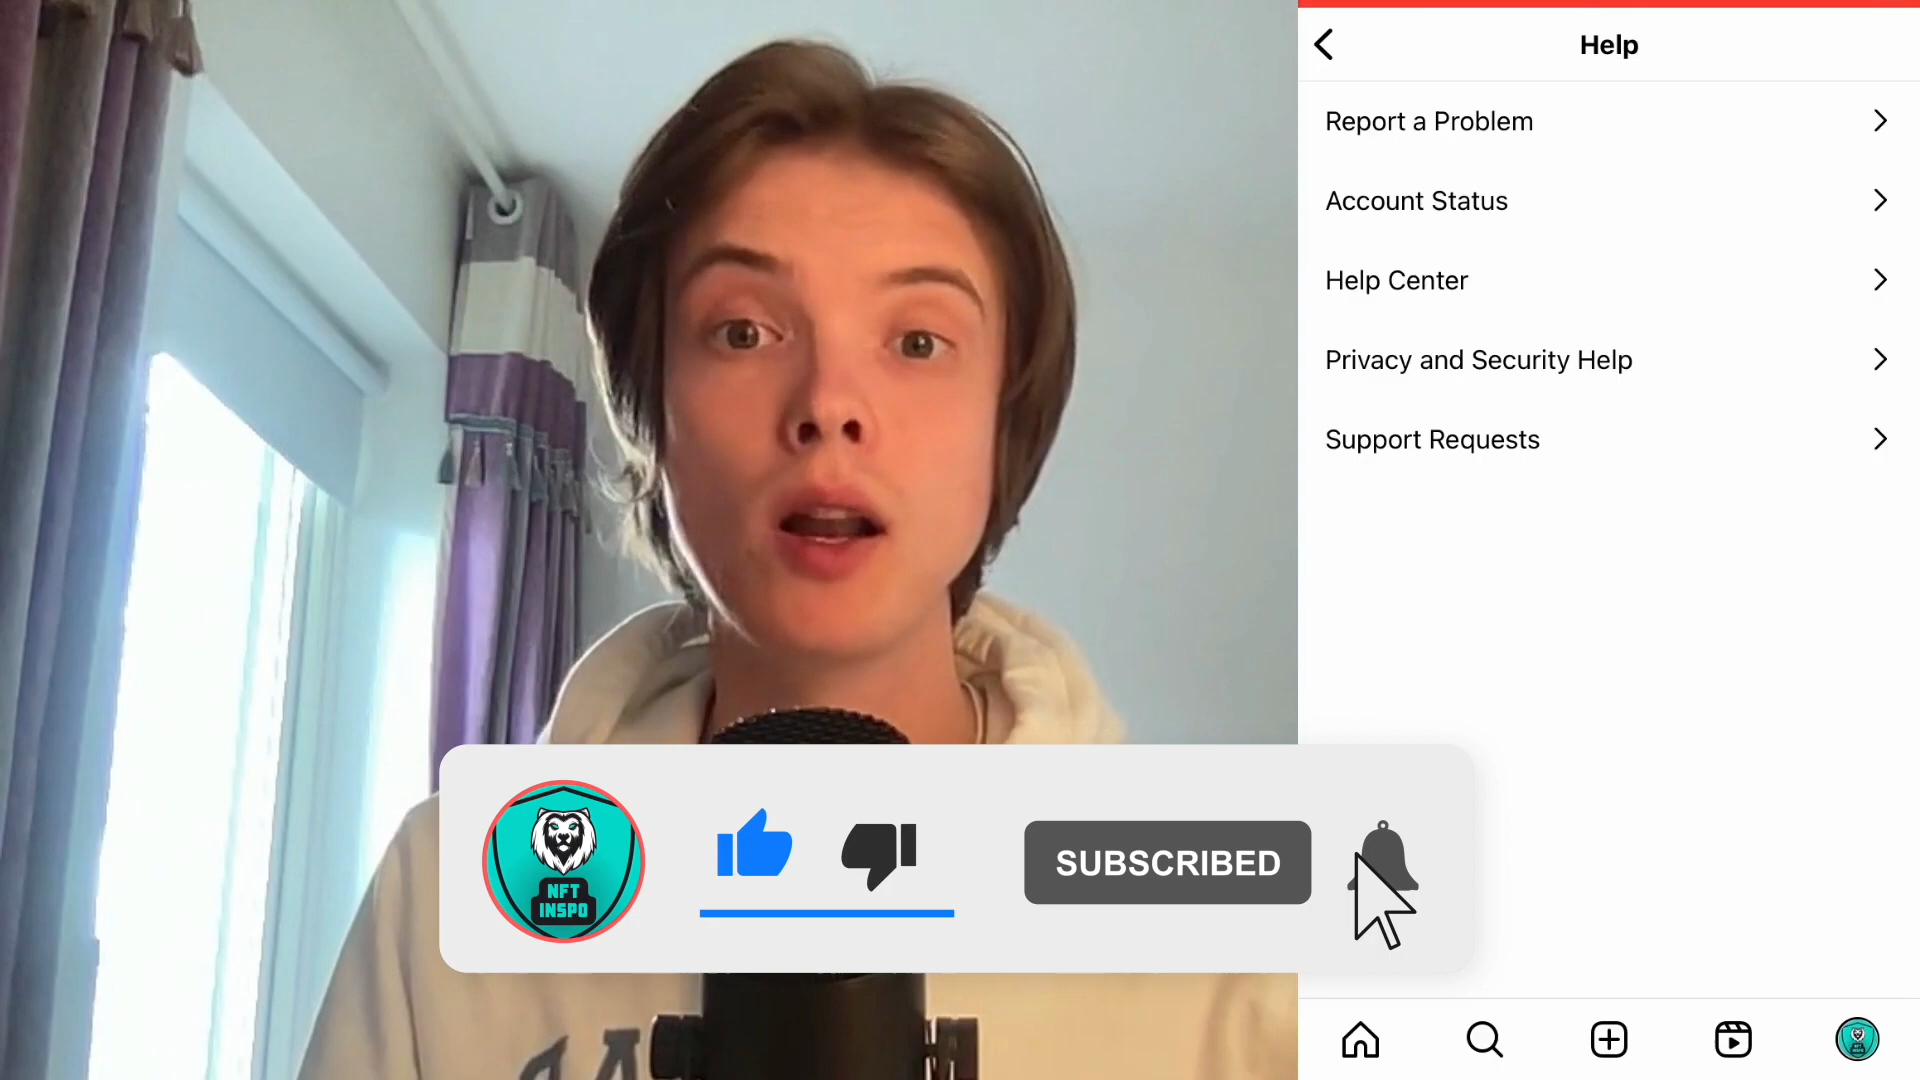 Help
Report a Problem
Account Status
Help Center
Privacy and Security Help
Support Requests
NFT
INSPO
SUBSCRIBED